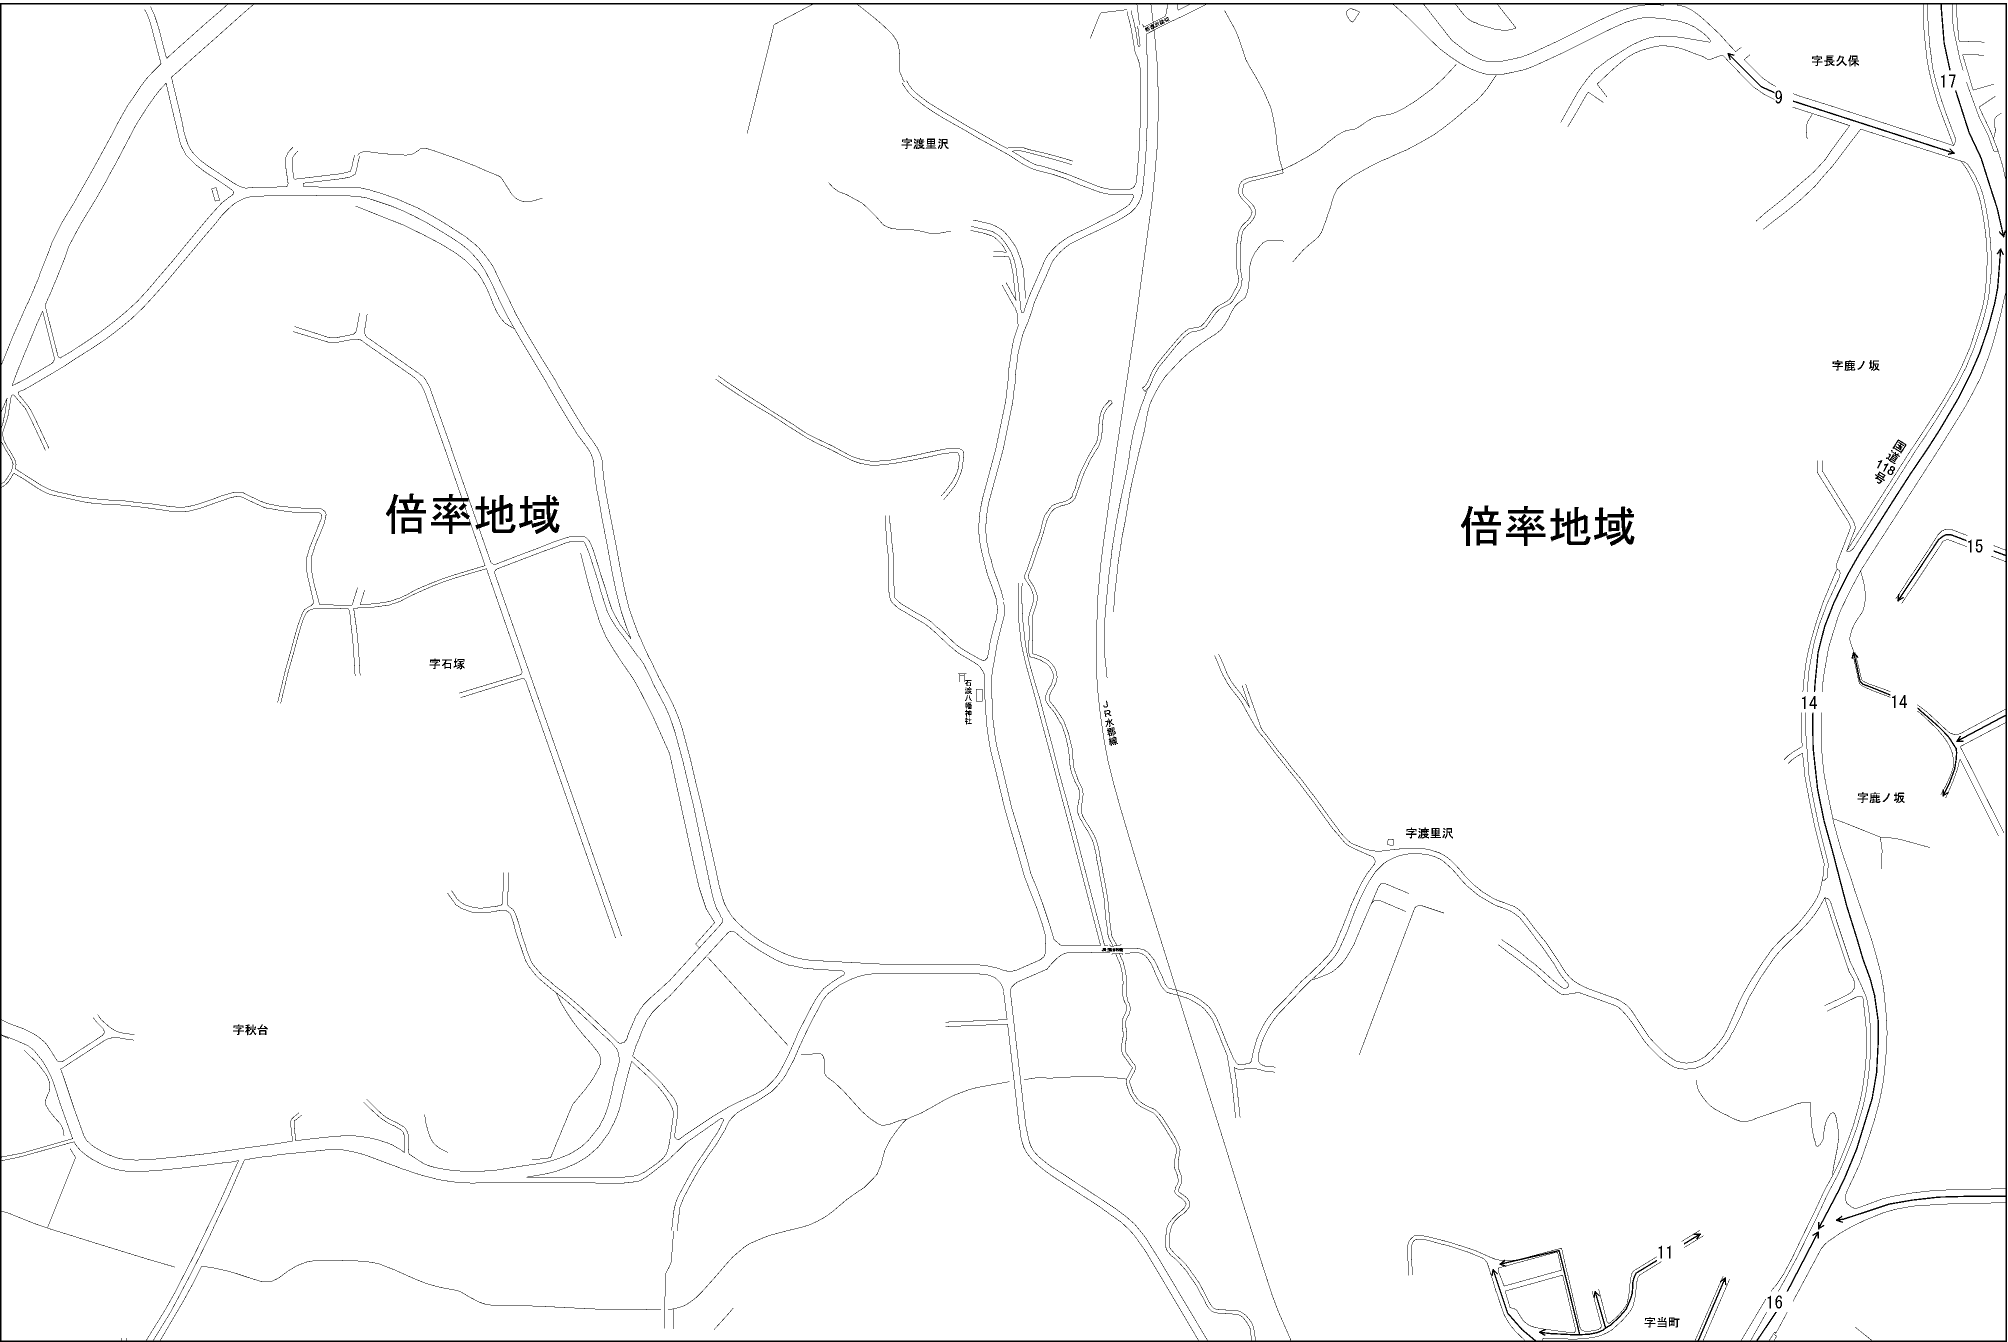 字長久保
17
9
字渡里沢
字鹿ノ坂
国道118号
倍率地域
倍率地域
15
字石塚
石渡八幡神社
JR水郡線
14
14
字鹿ノ坂
字渡里沢
字秋台
11
16
字当町